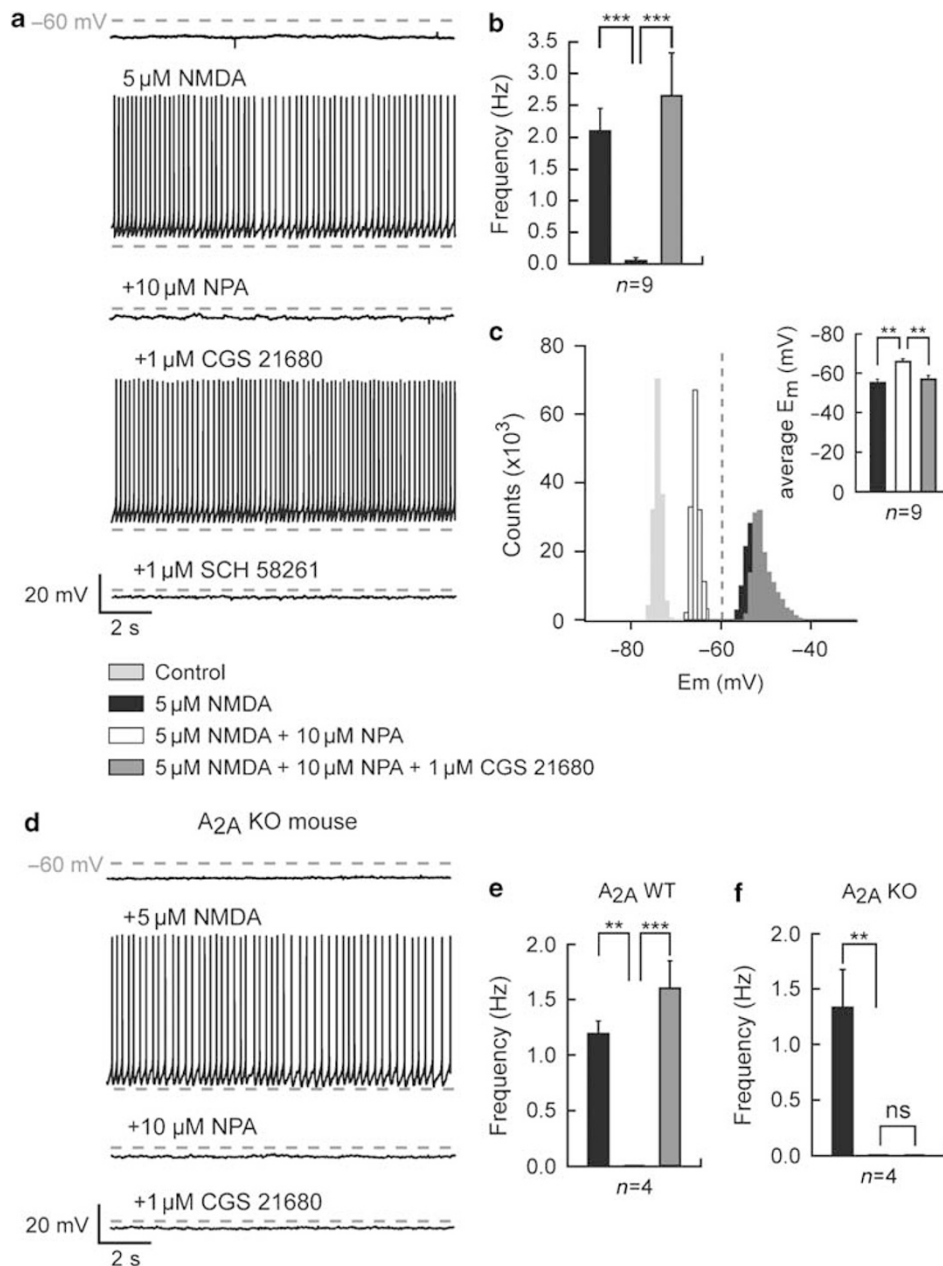 a
−60 mV
5 µM NMDA
+10 µM NPA
+1 µM CGS 21680
+1 µM SCH 58261
20 mV
2 s
Control
5 µM NMDA
5 µM NMDA + 10 µM NPA
5 µM NMDA + 10 µM NPA + 1 µM CGS 21680
b
*** ***
3.5
3.0
2.5
2.0
1.5
1.0
0.5
0.0
Frequency (Hz)
n=9
c
80
60
40
20
0
Counts (x10³)
−80 −60 −40
Em (mV)
** **
−80
−60
−40
−20
0
average Em (mV)
n=9
d
A2A KO mouse
−60 mV
+5 µM NMDA
+10 µM NPA
+1 µM CGS 21680
20 mV
2 s
e
A2A WT
** ***
2.0
1.5
1.0
0.5
0.0
Frequency (Hz)
n=4
f
A2A KO
**
2.0
1.5
1.0
0.5
0.0
Frequency (Hz)
ns
n=4